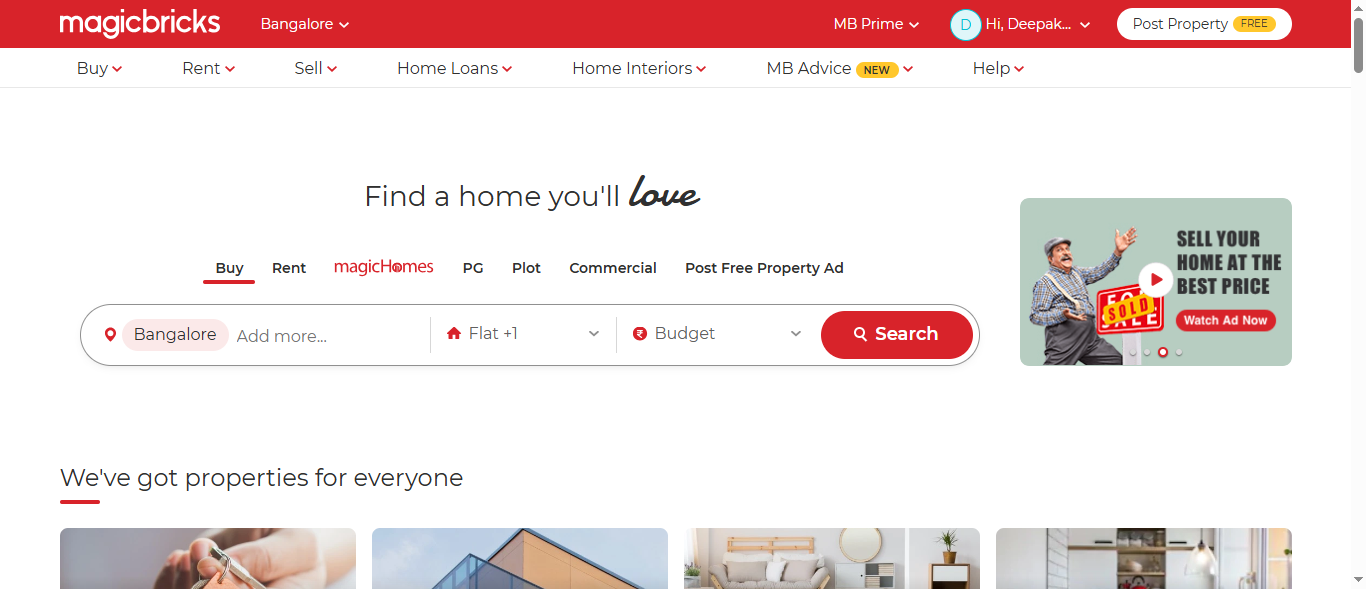 magicbricks Bangalore MB Prime D Hi, Deepak... Post Property FREE
Buy Rent Sell Home Loans Home Interiors MB Advice NEW Help
Find a home you'll love
Buy Rent magicHomes PG Plot Commercial Post Free Property Ad
Bangalore Add more... Flat +1 Budget Search
SELL YOUR
HOME AT THE
BEST PRICE
FOR SALE
SOLD
Watch Ad Now
We've got properties for everyone